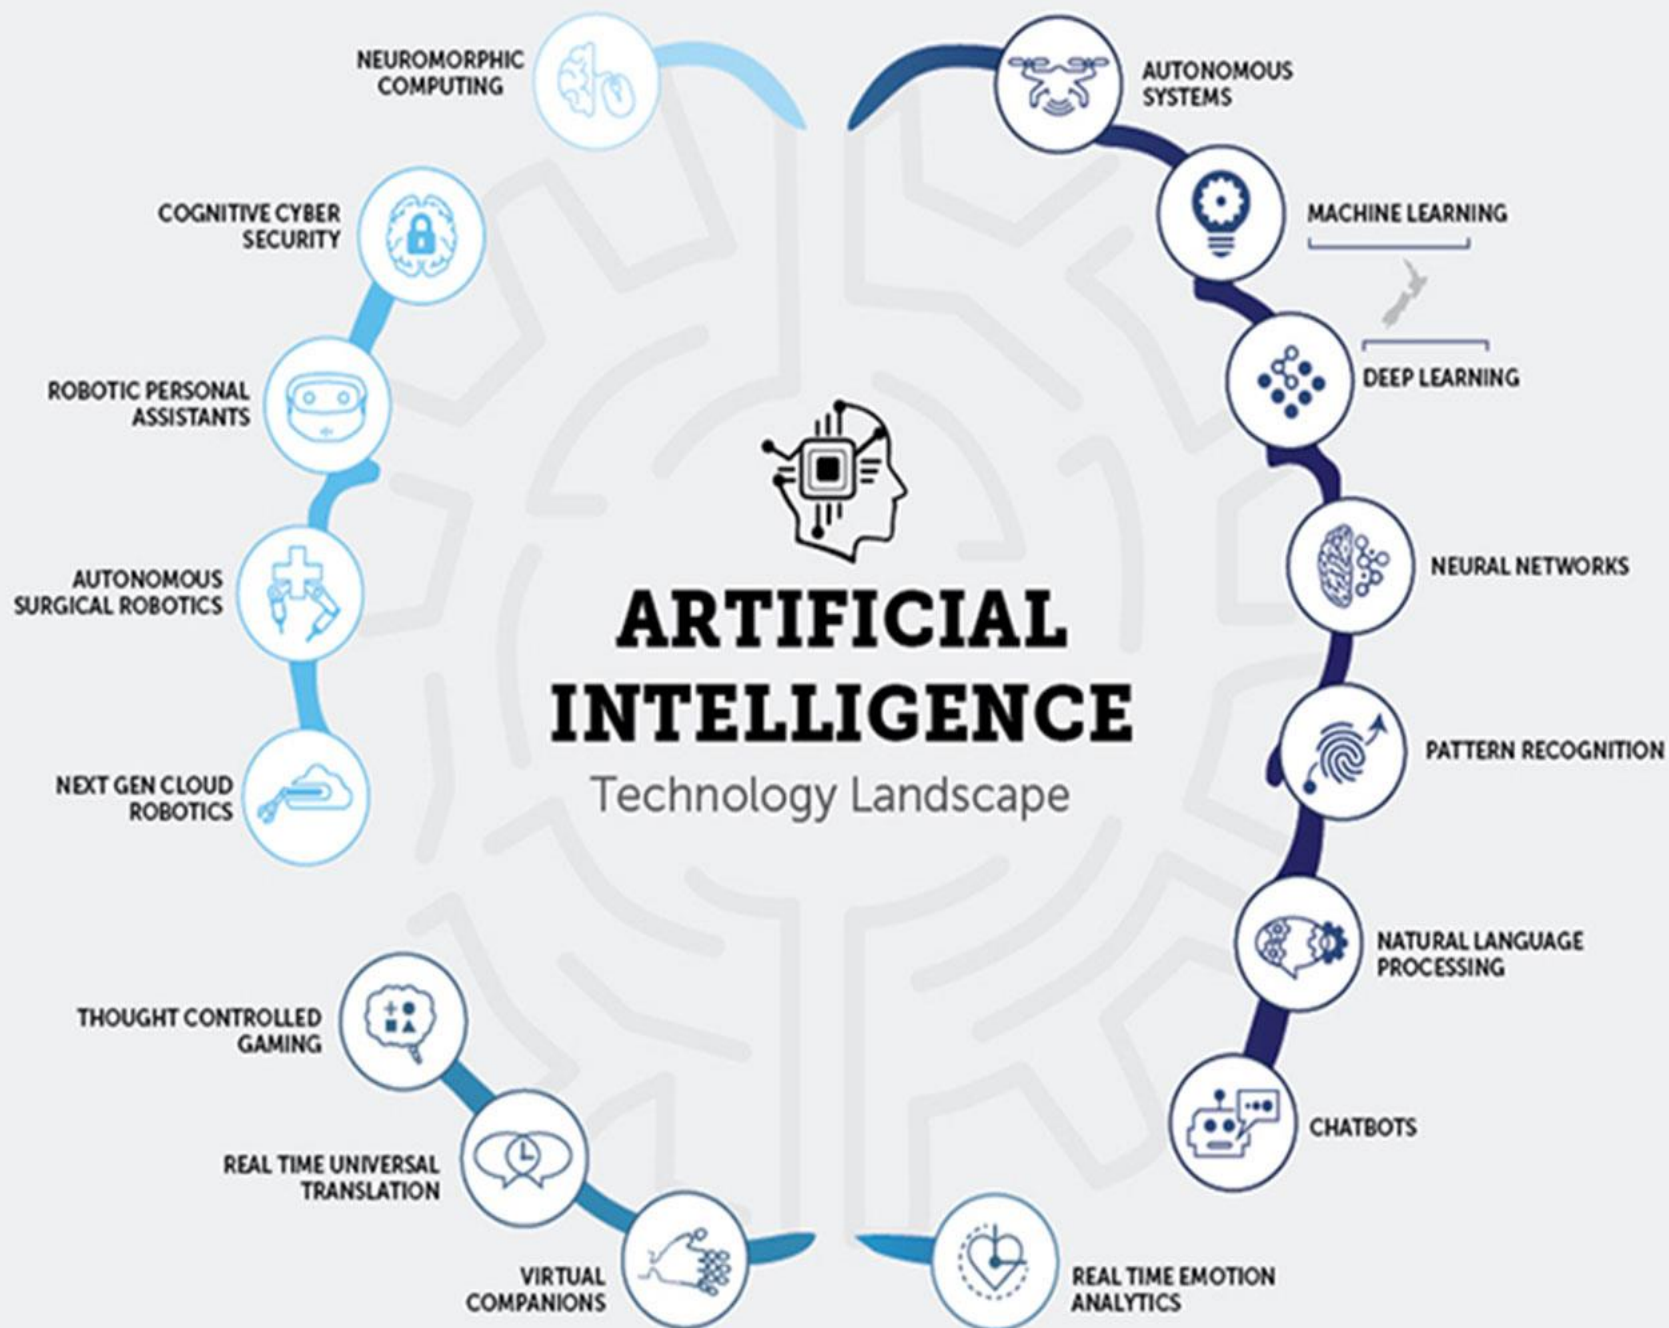 NEUROMORPHIC
COMPUTING
AUTONOMOUS
SYSTEMS
COGNITIVE CYBER
SECURITY
MACHINE LEARNING
ROBOTIC PERSONAL
ASSISTANTS
DEEP LEARNING
AUTONOMOUS
SURGICAL ROBOTICS
NEURAL NETWORKS
ARTIFICIAL
INTELLIGENCE
Technology Landscape
PATTERN RECOGNITION
NEXT GEN CLOUD
ROBOTICS
NATURAL LANGUAGE
PROCESSING
THOUGHT CONTROLLED
GAMING
CHATBOTS
REAL TIME UNIVERSAL
TRANSLATION
VIRTUAL
COMPANIONS
REAL TIME EMOTION
ANALYTICS